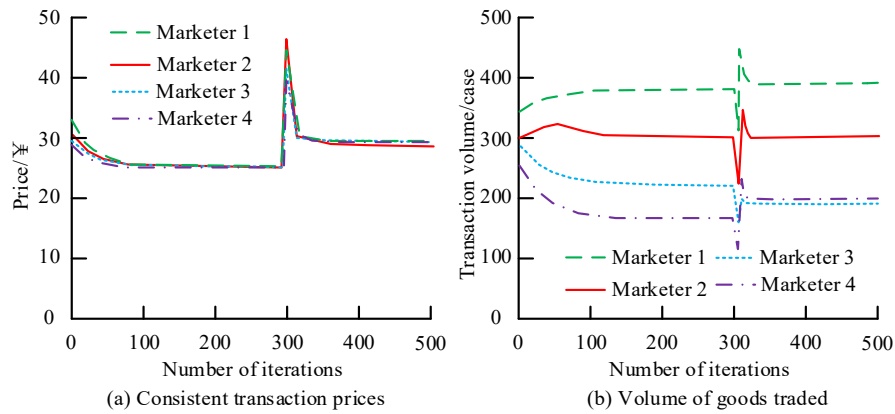 50
40
30
20
10
0
Price/¥
Marketer 1
Marketer 2
Marketer 3
Marketer 4
0 100 200 300 400 500
Number of iterations
(a) Consistent transaction prices
500
400
300
200
100
0
Transaction volume/case
Marketer 1 Marketer 3
Marketer 2 Marketer 4
0 100 200 300 400 500
Number of iterations
(b) Volume of goods traded